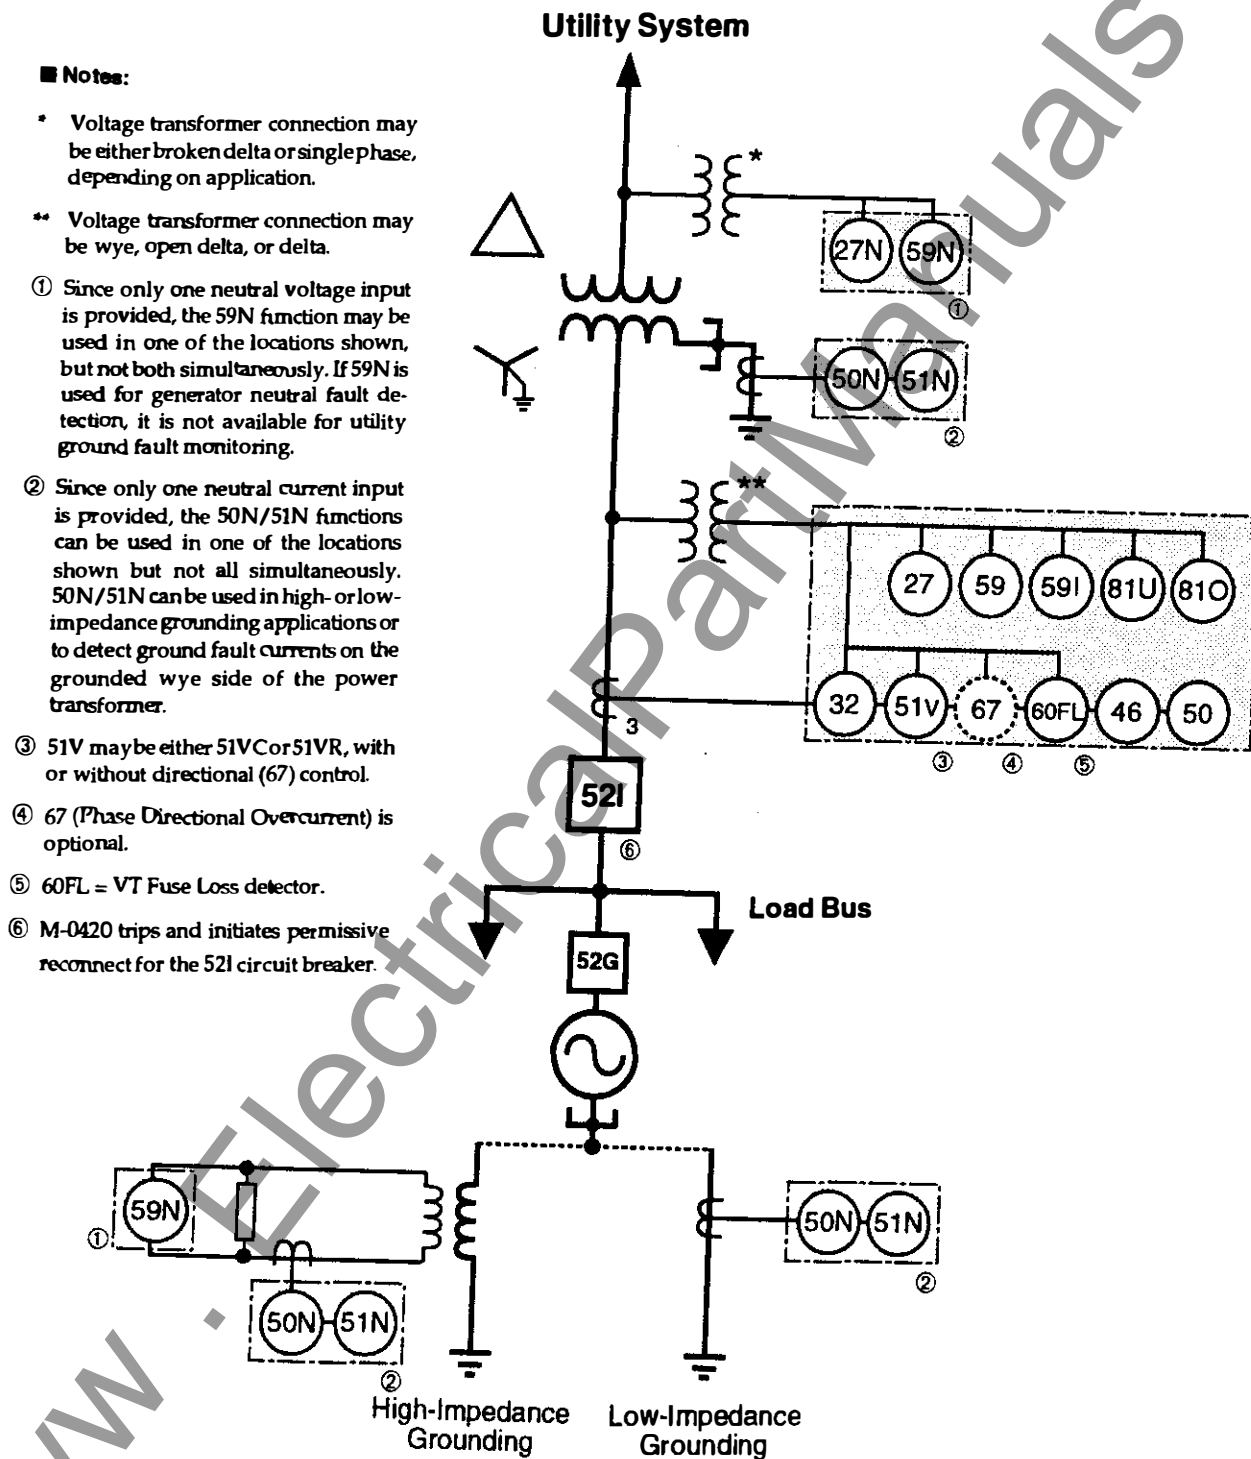 Utility System
■ Notes:
* Voltage transformer connection may
be either broken delta or single phase,
depending on application.
** Voltage transformer connection may
be wye, open delta, or delta.
① Since only one neutral voltage input
is provided, the 59N function may be
used in one of the locations shown,
but not both simultaneously. If 59N is
used for generator neutral fault de-
tection, it is not available for utility
ground fault monitoring.
② Since only one neutral current input
is provided, the 50N/51N functions
can be used in one of the locations
shown but not all simultaneously.
50N/51N can be used in high- or low-
impedance grounding applications or
to detect ground fault currents on the
grounded wye side of the power
transformer.
③ 51V may be either 51VC or 51VR, with
or without directional (67) control.
④ 67 (Phase Directional Overcurrent) is
optional.
⑤ 60FL = VT Fuse Loss detector.
⑥ M-0420 trips and initiates permissive
reconnect for the 52I circuit breaker.
*
27N 59N
①
50N 51N
②
**
27 59 59I 81U 81O
32 51V 67 60FL 46 50
③ ④ ⑤
3
52I
⑥
Load Bus
52G
59N
①
50N 51N
②
50N 51N
②
High-Impedance
Grounding
Low-Impedance
Grounding
w . ElectricalPartManuals